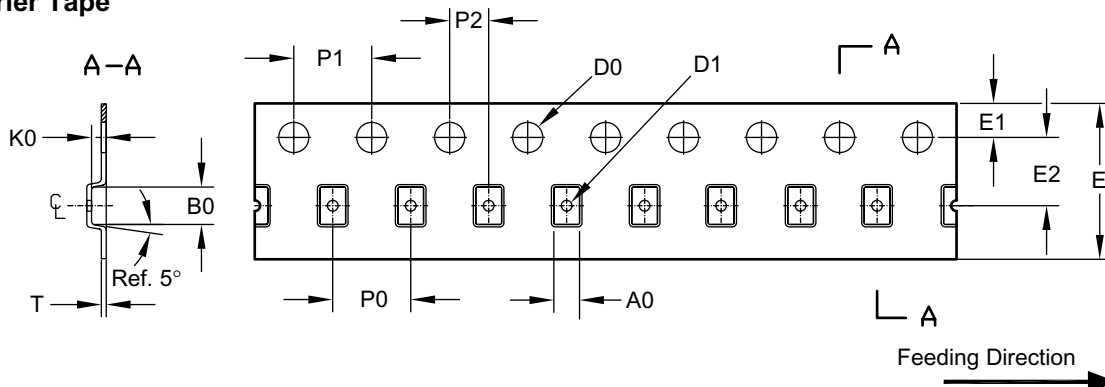 rier Tape
P2
P1
D0
D1
A
A-A
K0
E1
E2
E
B0
℄
Ref. 5°
T
P0
A0
A
Feeding Direction